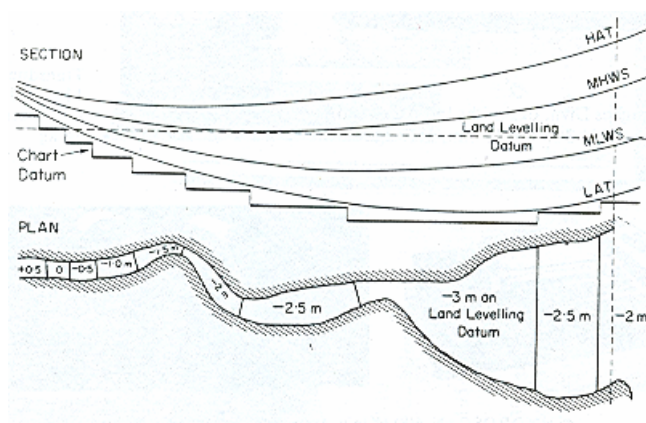 SECTION
HAT
MHWS
Land Levelling
Datum
MLWS
Chart
Datum
LAT
PLAN
+0.5
0
-0.5
-1.0 m
-1.5 m
-2 m
-2.5 m
-3 m on
Land Levelling
Datum
-2.5 m
-2 m